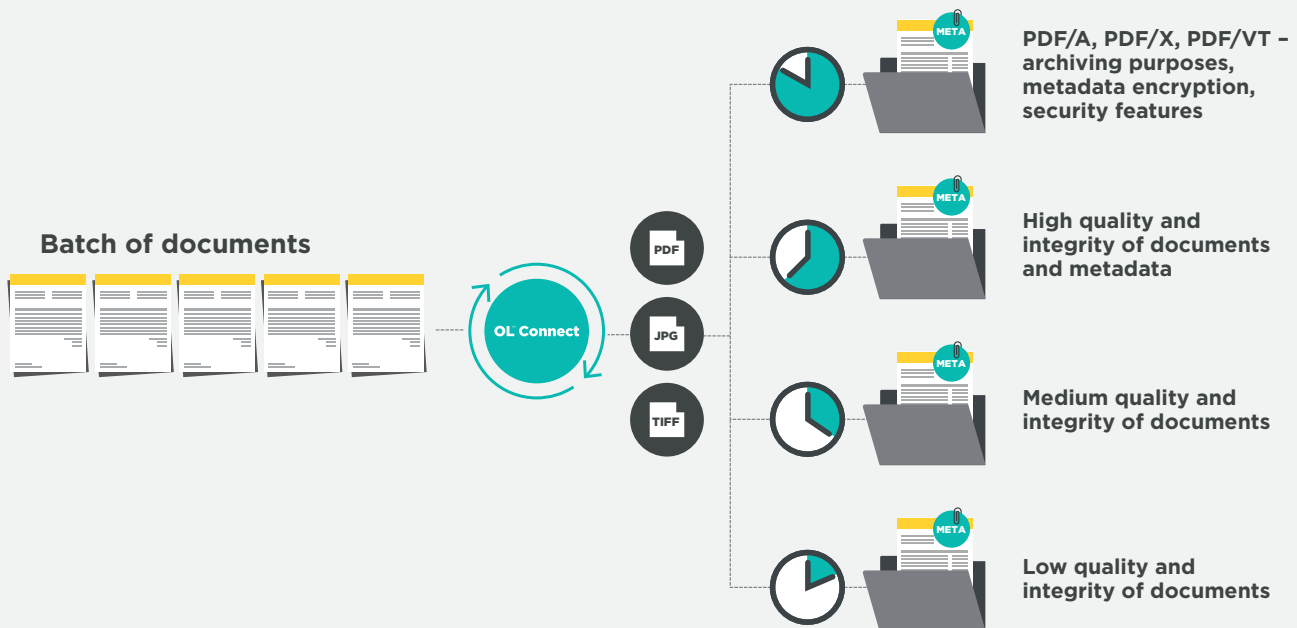 Batch of documents
OL™ Connect
PDF
JPG
TIFF
META
PDF/A, PDF/X, PDF/VT –
archiving purposes,
metadata encryption,
security features
META
High quality and
integrity of documents
and metadata
META
Medium quality and
integrity of documents
META
Low quality and
integrity of documents